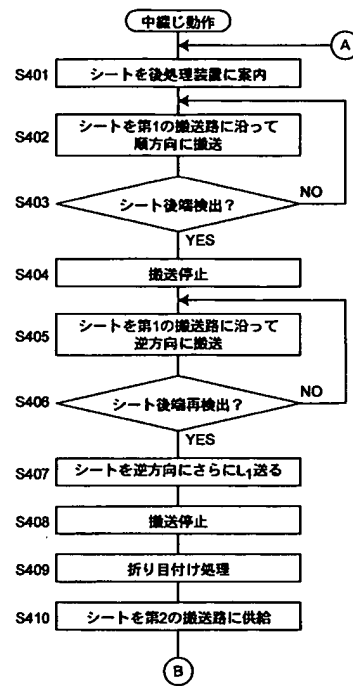 中綴じ動作
A
S401 シートを後処理装置に案内
S402 シートを第1の搬送路に沿って
順方向に搬送
NO
S403 シート後端検出？
YES
S404 搬送停止
S405 シートを第1の搬送路に沿って
逆方向に搬送
NO
S406 シート後端再検出？
YES
S407 シートを逆方向にさらにL1送る
S408 搬送停止
S409 折り目付け処理
S410 シートを第2の搬送路に供給
B